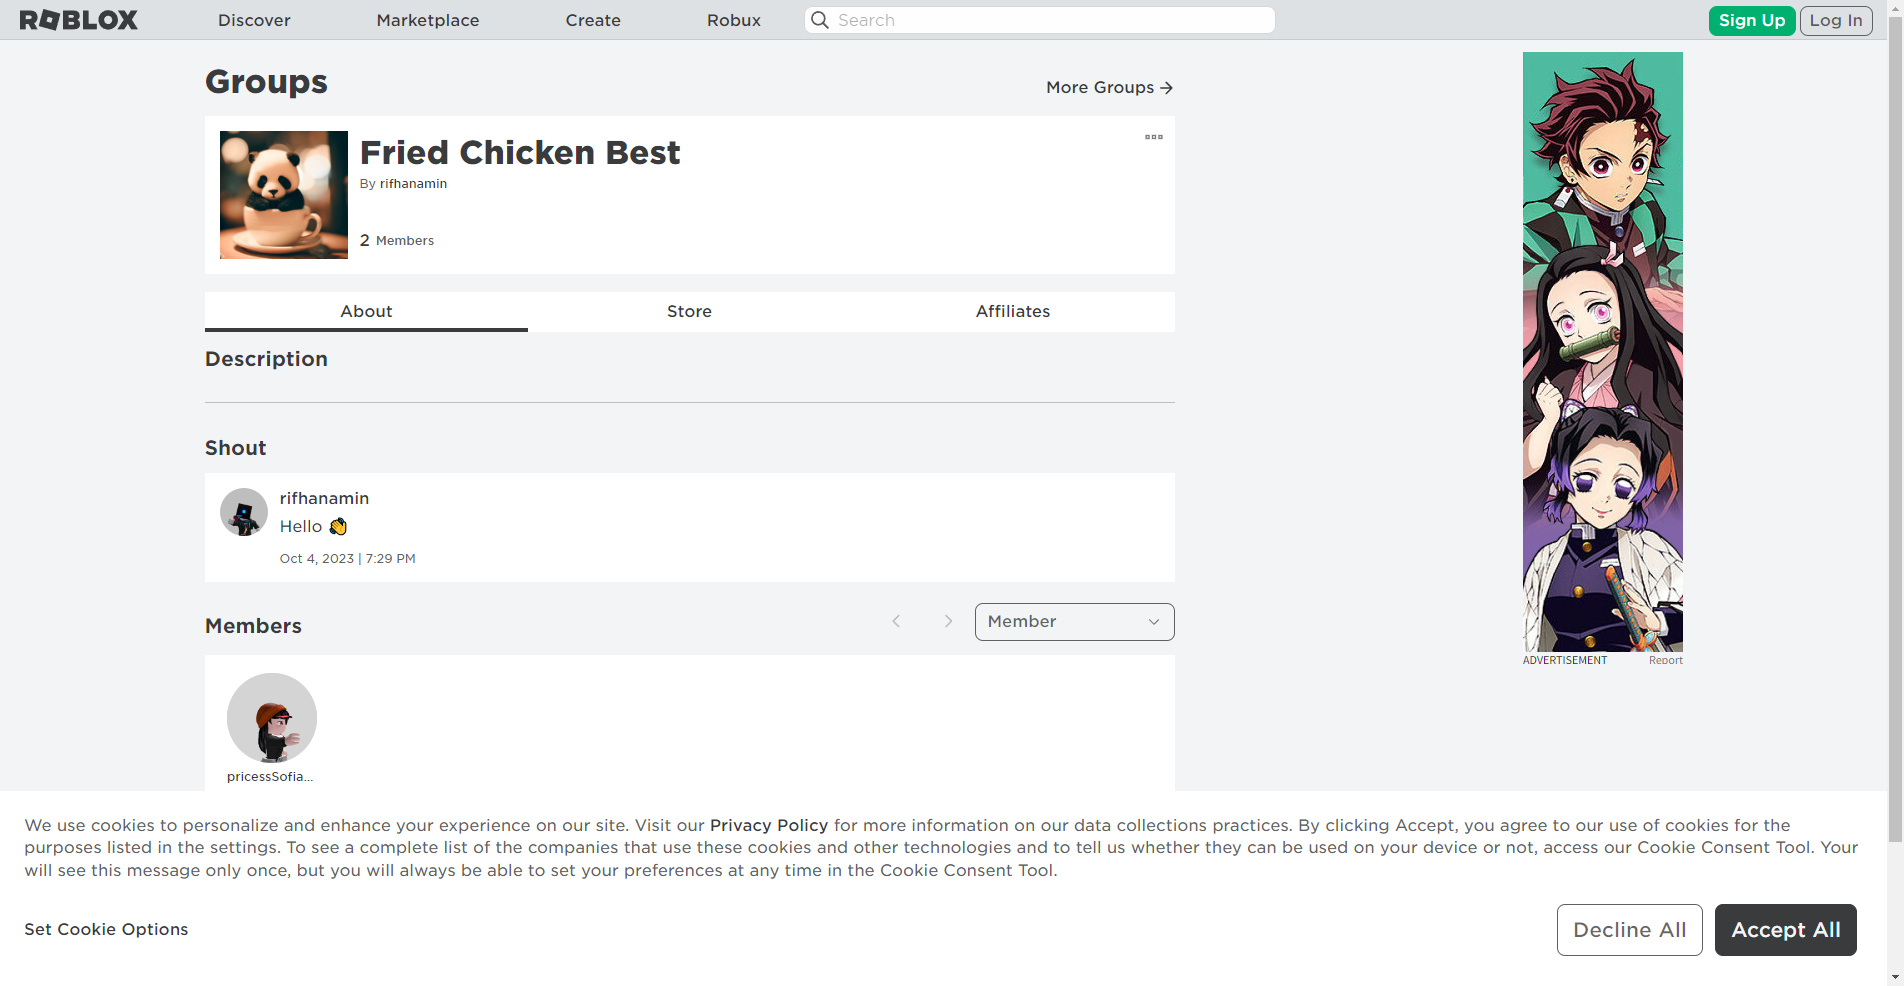 ROBLOX Discover Marketplace Create Robux Search Sign Up Log In
Groups
More Groups →
Fried Chicken Best
By rifhanamin
2 Members
About Store Affiliates
Description
Shout
rifhanamin
Hello 👋
Oct 4, 2023 | 7:29 PM
Members
Member
pricessSofia...
ADVERTISEMENT Report
We use cookies to personalize and enhance your experience on our site. Visit our Privacy Policy for more information on our data collections practices. By clicking Accept, you agree to our use of cookies for the
purposes listed in the settings. To see a complete list of the companies that use these cookies and other technologies and to tell us whether they can be used on your device or not, access our Cookie Consent Tool. Your
will see this message only once, but you will always be able to set your preferences at any time in the Cookie Consent Tool.
Set Cookie Options
Decline All Accept All